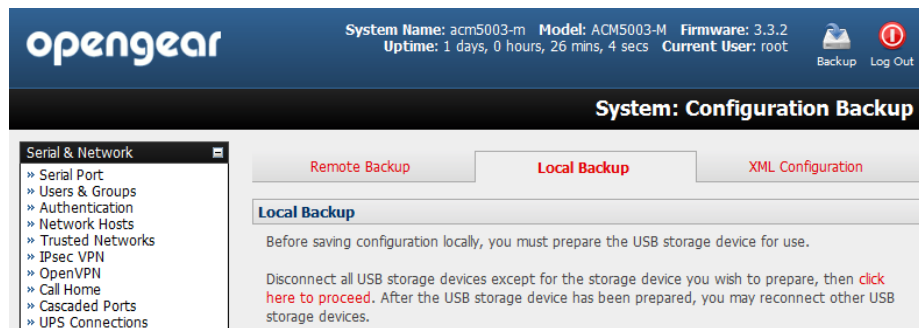 opengear
System Name: acm5003-m Model: ACM5003-M Firmware: 3.3.2
Uptime: 1 days, 0 hours, 26 mins, 4 secs Current User: root
Backup
Log Out
System: Configuration Backup
Serial & Network
» Serial Port
» Users & Groups
» Authentication
» Network Hosts
» Trusted Networks
» IPsec VPN
» OpenVPN
» Call Home
» Cascaded Ports
» UPS Connections
Remote Backup
Local Backup
XML Configuration
Local Backup
Before saving configuration locally, you must prepare the USB storage device for use.
Disconnect all USB storage devices except for the storage device you wish to prepare, then click
here to proceed. After the USB storage device has been prepared, you may reconnect other USB
storage devices.